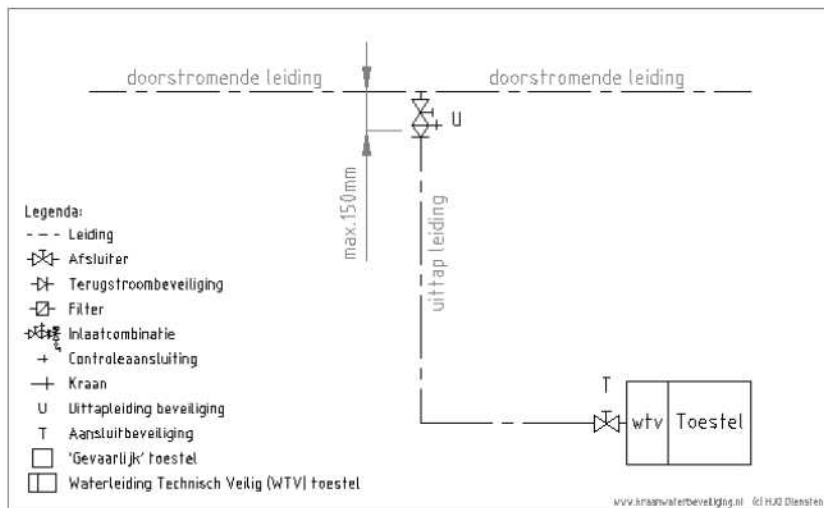 doorstromende leiding
doorstromende leiding
U
max.150mm
uittap leiding
Legenda:
Leiding
Afsluiter
Terugstroombeveiliging
Filter
Inlaatcombinatie
Controleaansluiting
Kraan
U Uittapleiding beveiliging
T Aansluitbeveiliging
'Gevaarlijk' toestel
Waterleiding Technisch Veilig (WTV) toestel
T
wtv Toestel
www.kraanwaterbeveiliging.nl (c) HJQ Diensten